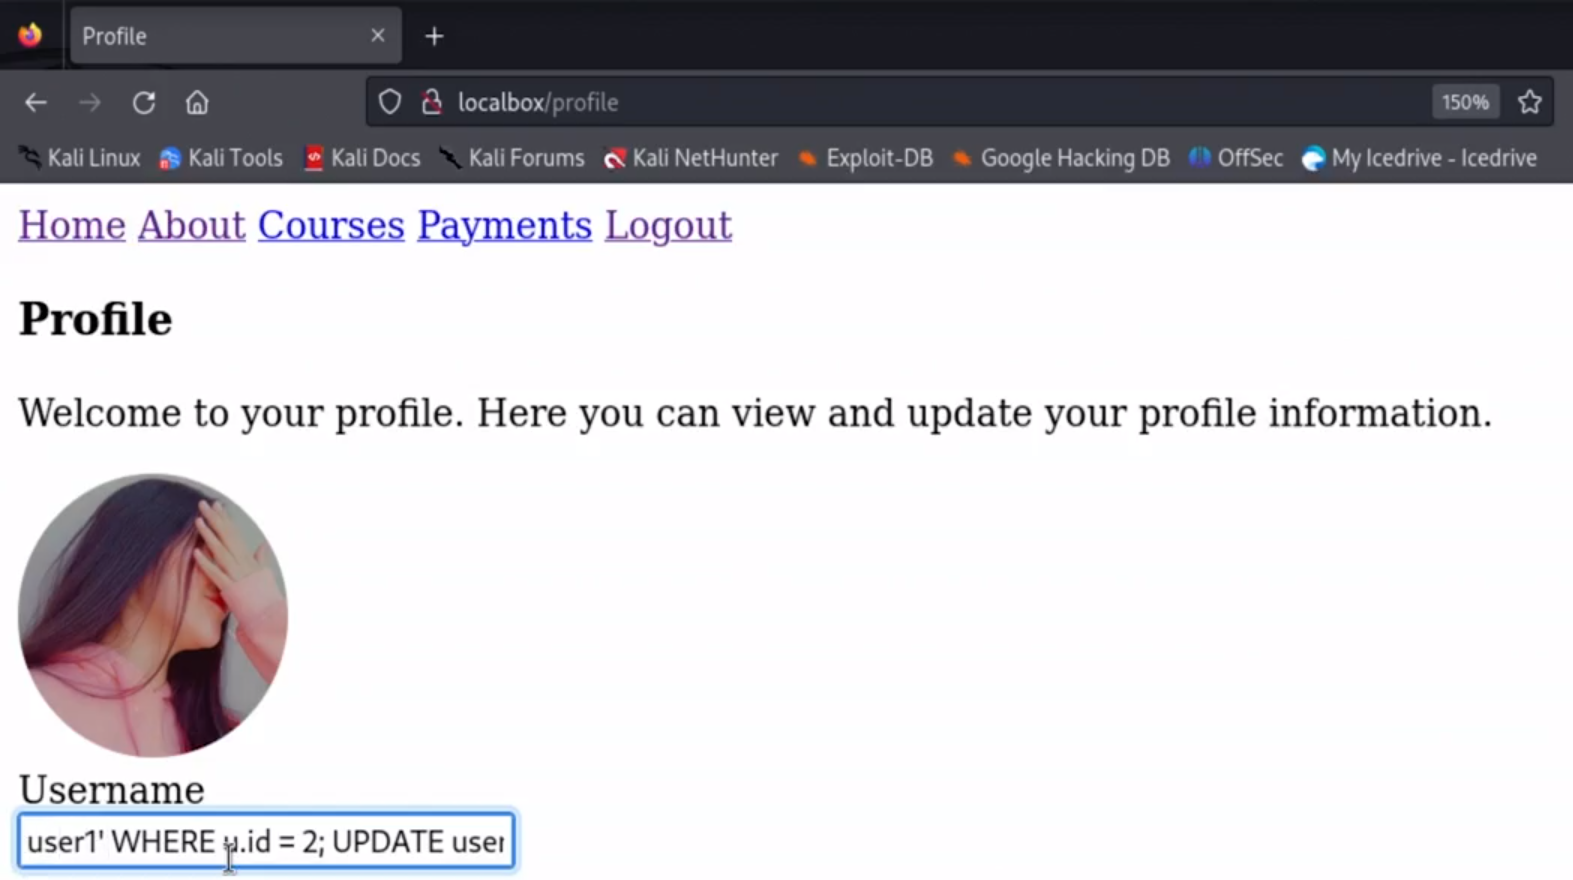 Profile
localbox/profile 150%
Kali Linux Kali Tools Kali Docs Kali Forums Kali NetHunter Exploit-DB Google Hacking DB OffSec My Icedrive - Icedrive
Home About Courses Payments Logout
Profile
Welcome to your profile. Here you can view and update your profile information.
Username
user1' WHERE u.id = 2; UPDATE user